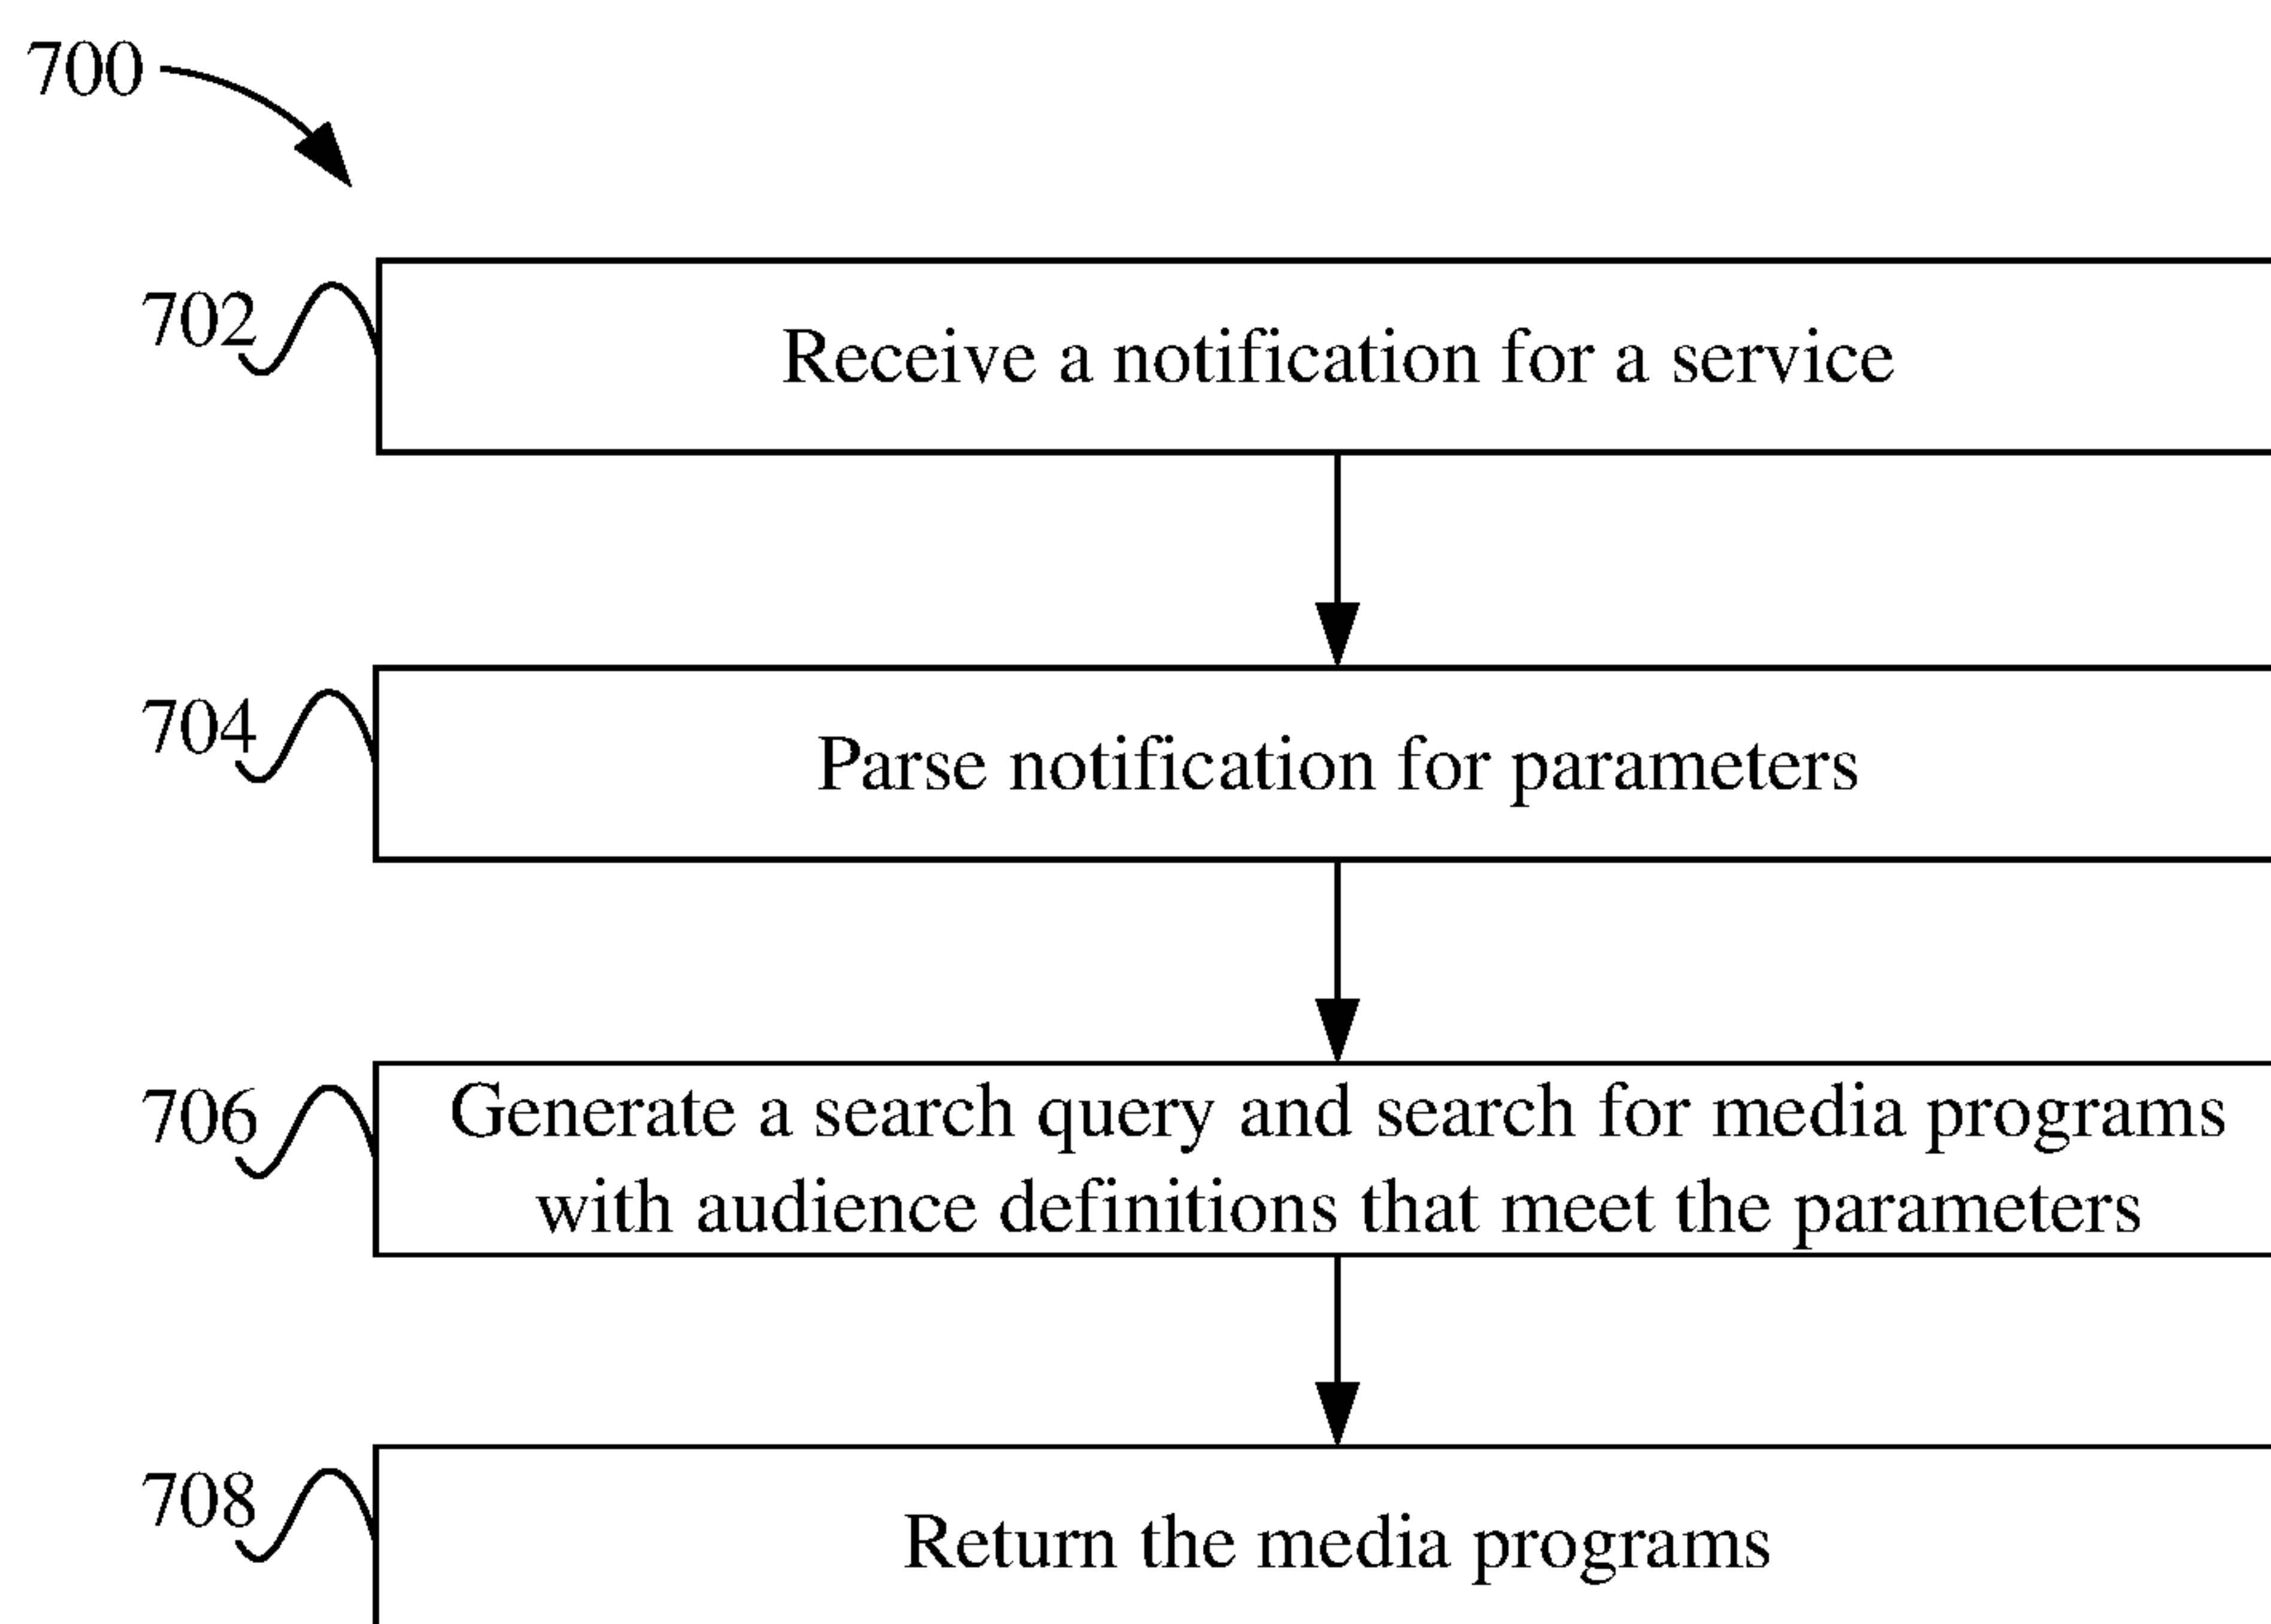 700
702
Receive a notification for a service
704
Parse notification for parameters
706
Generate a search query and search for media programs
with audience definitions that meet the parameters
708
Return the media programs